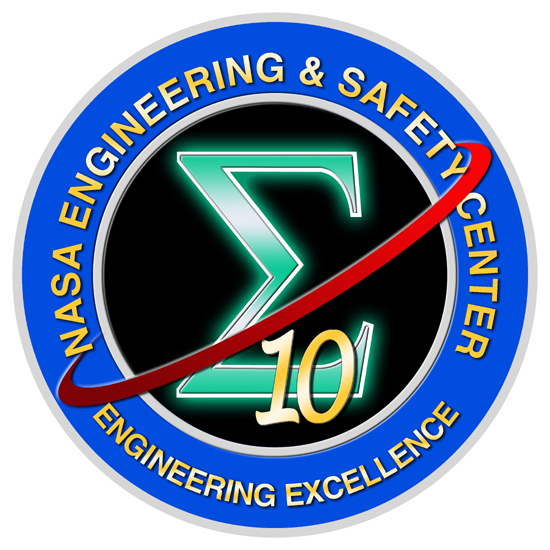 NASA ENGINEERING & SAFETY CENTER
Σ
10
ENGINEERING EXCELLENCE